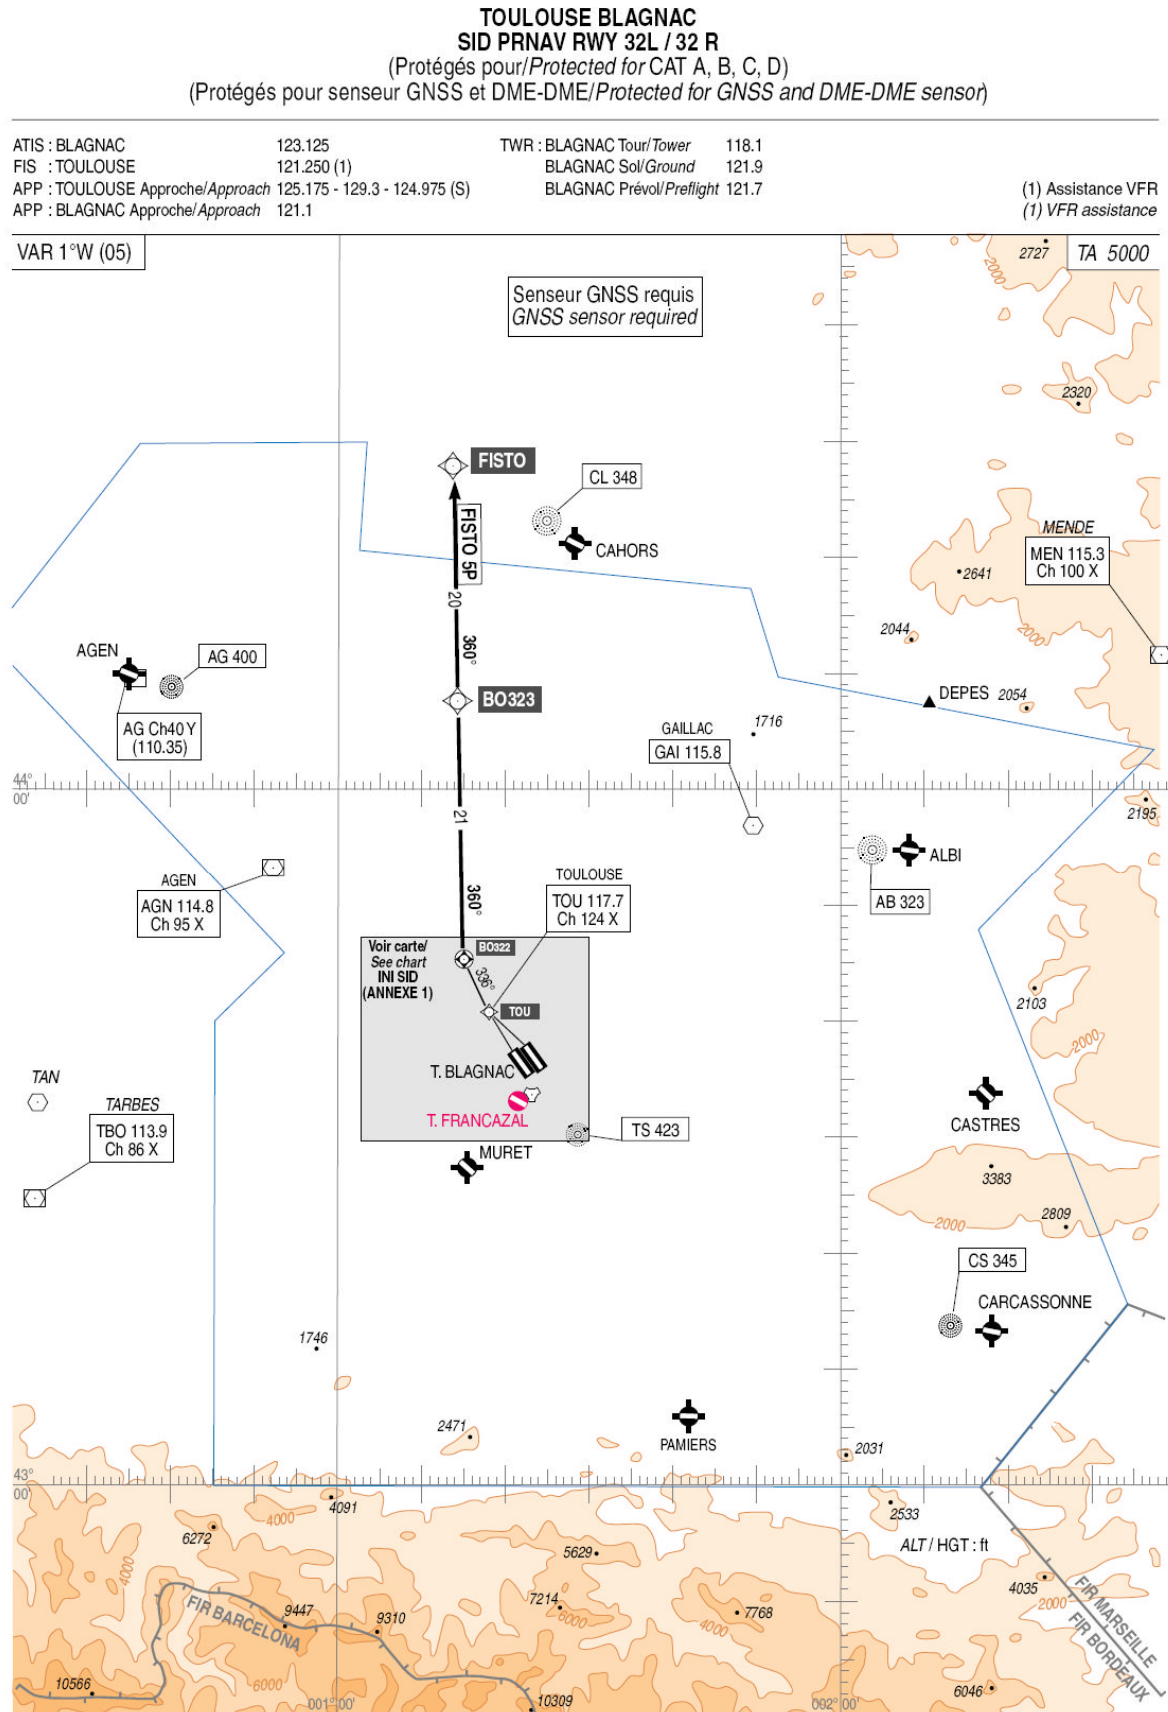 TOULOUSE BLAGNAC
SID PRNAV RWY 32L / 32 R
(Protégés pour/Protected for CAT A, B, C, D)
(Protégés pour senseur GNSS et DME-DME/Protected for GNSS and DME-DME sensor)
ATIS : BLAGNAC 123.125 TWR : BLAGNAC Tour/Tower 118.1
FIS : TOULOUSE 121.250 (1) BLAGNAC Sol/Ground 121.9
APP : TOULOUSE Approche/Approach 125.175 - 129.3 - 124.975 (S) BLAGNAC Prévol/Preflight 121.7 (1) Assistance VFR
APP : BLAGNAC Approche/Approach 121.1 (1) VFR assistance
VAR 1°W (05)
2727
TA 5000
2000
Senseur GNSS requis
GNSS sensor required
2320
FISTO
CL 348
FISTO 5P
CAHORS
MENDE
MEN 115.3
Ch 100 X
2641
20
2044
2000
360°
AGEN
AG 400
DEPES
2054
BO323
AG Ch40 Y
(110.35)
1716
GAILLAC
GAI 115.8
44°
00'
2195
21
ALBI
AGEN
AGN 114.8
Ch 95 X
TOULOUSE
TOU 117.7
Ch 124 X
AB 323
360°
Voir carte/
See chart
INI SID
(ANNEXE 1)
BO322
336°
TOU
2103
2000
T. BLAGNAC
TAN
TARBES
TBO 113.9
Ch 86 X
T. FRANCAZAL
TS 423
CASTRES
MURET
3383
2809
2000
CS 345
CARCASSONNE
1746
2471
PAMIERS
2031
43°
00'
4091
4000
2533
6272
ALT / HGT : ft
5629
4000
4035
2000
7214
6000
7768
4000
9447
9310
FIR BARCELONA
FIR MARSEILLE
FIR BORDEAUX
6000
10566
001°00'
10309
002°00'
6046